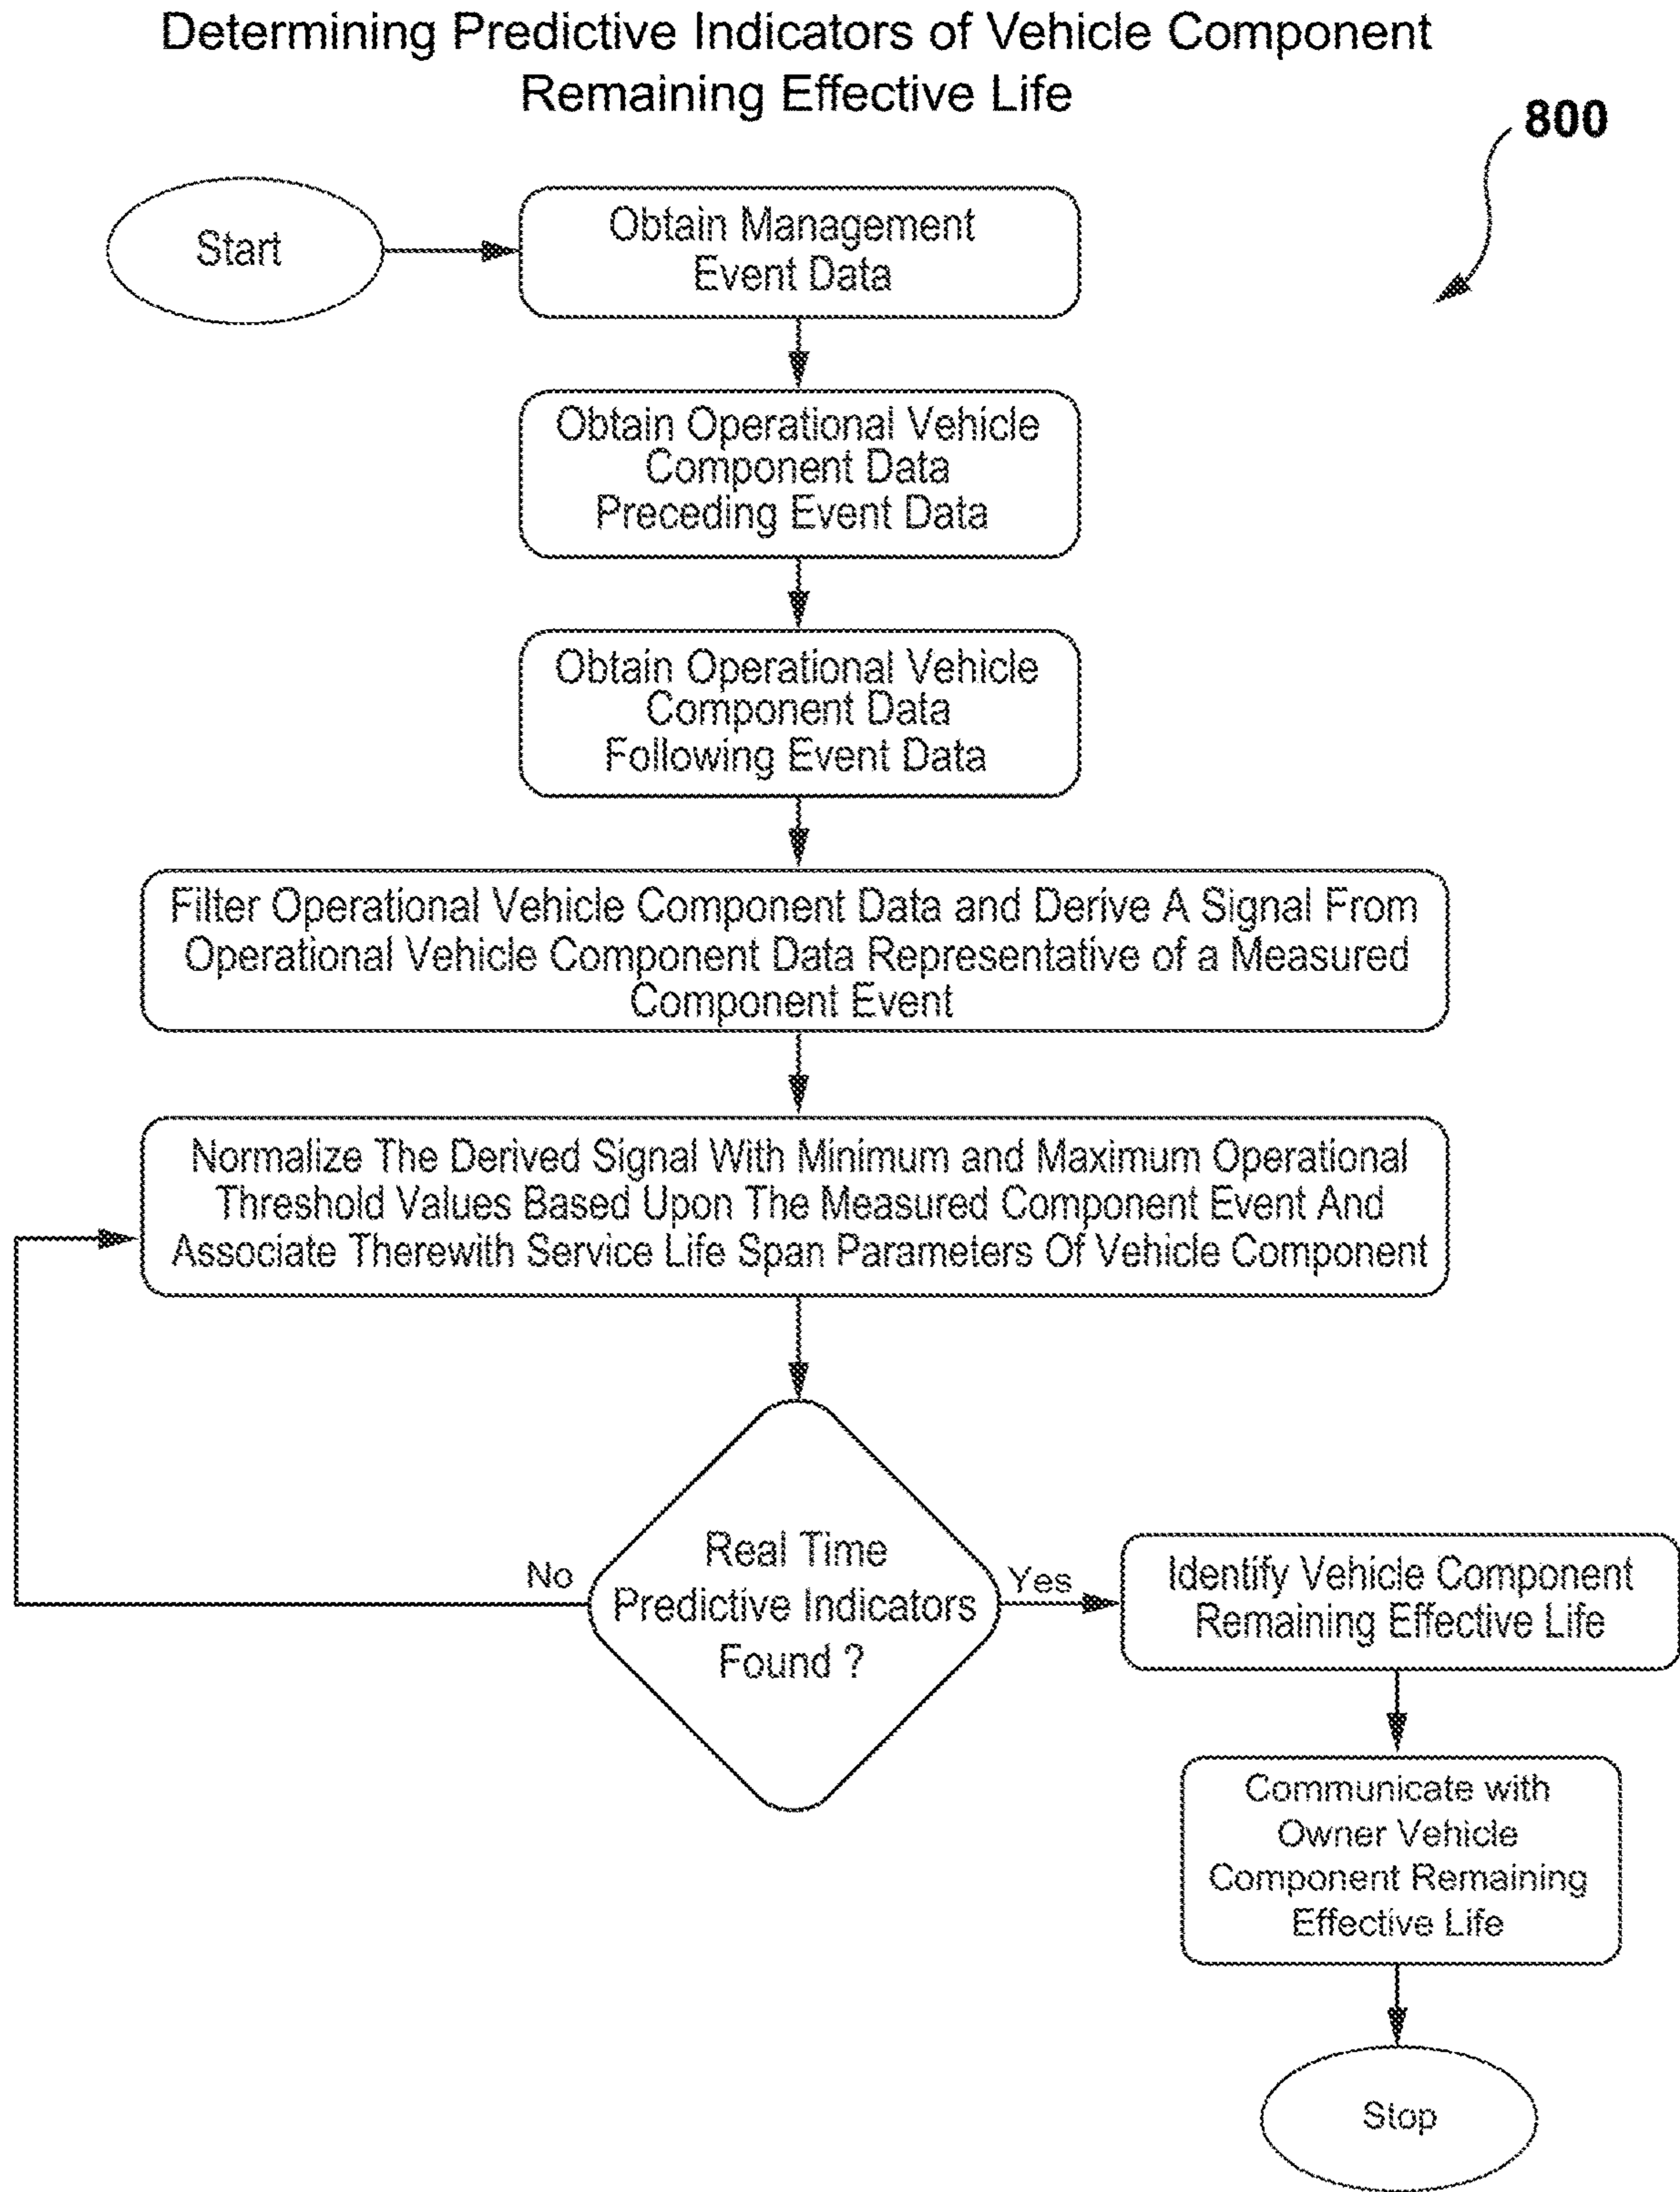 Determining Predictive Indicators of Vehicle Component
Remaining Effective Life
800
Start
Obtain Management
Event Data
Obtain Operational Vehicle
Component Data
Preceding Event Data
Obtain Operational Vehicle
Component Data
Following Event Data
Filter Operational Vehicle Component Data and Derive A Signal From
Operational Vehicle Component Data Representative of a Measured
Component Event
Normalize The Derived Signal With Minimum and Maximum Operational
Threshold Values Based Upon The Measured Component Event And
Associate Therewith Service Life Span Parameters Of Vehicle Component
Real Time
Predictive Indicators
Found ?
No
Yes
Identify Vehicle Component
Remaining Effective Life
Communicate with
Owner Vehicle
Component Remaining
Effective Life
Stop